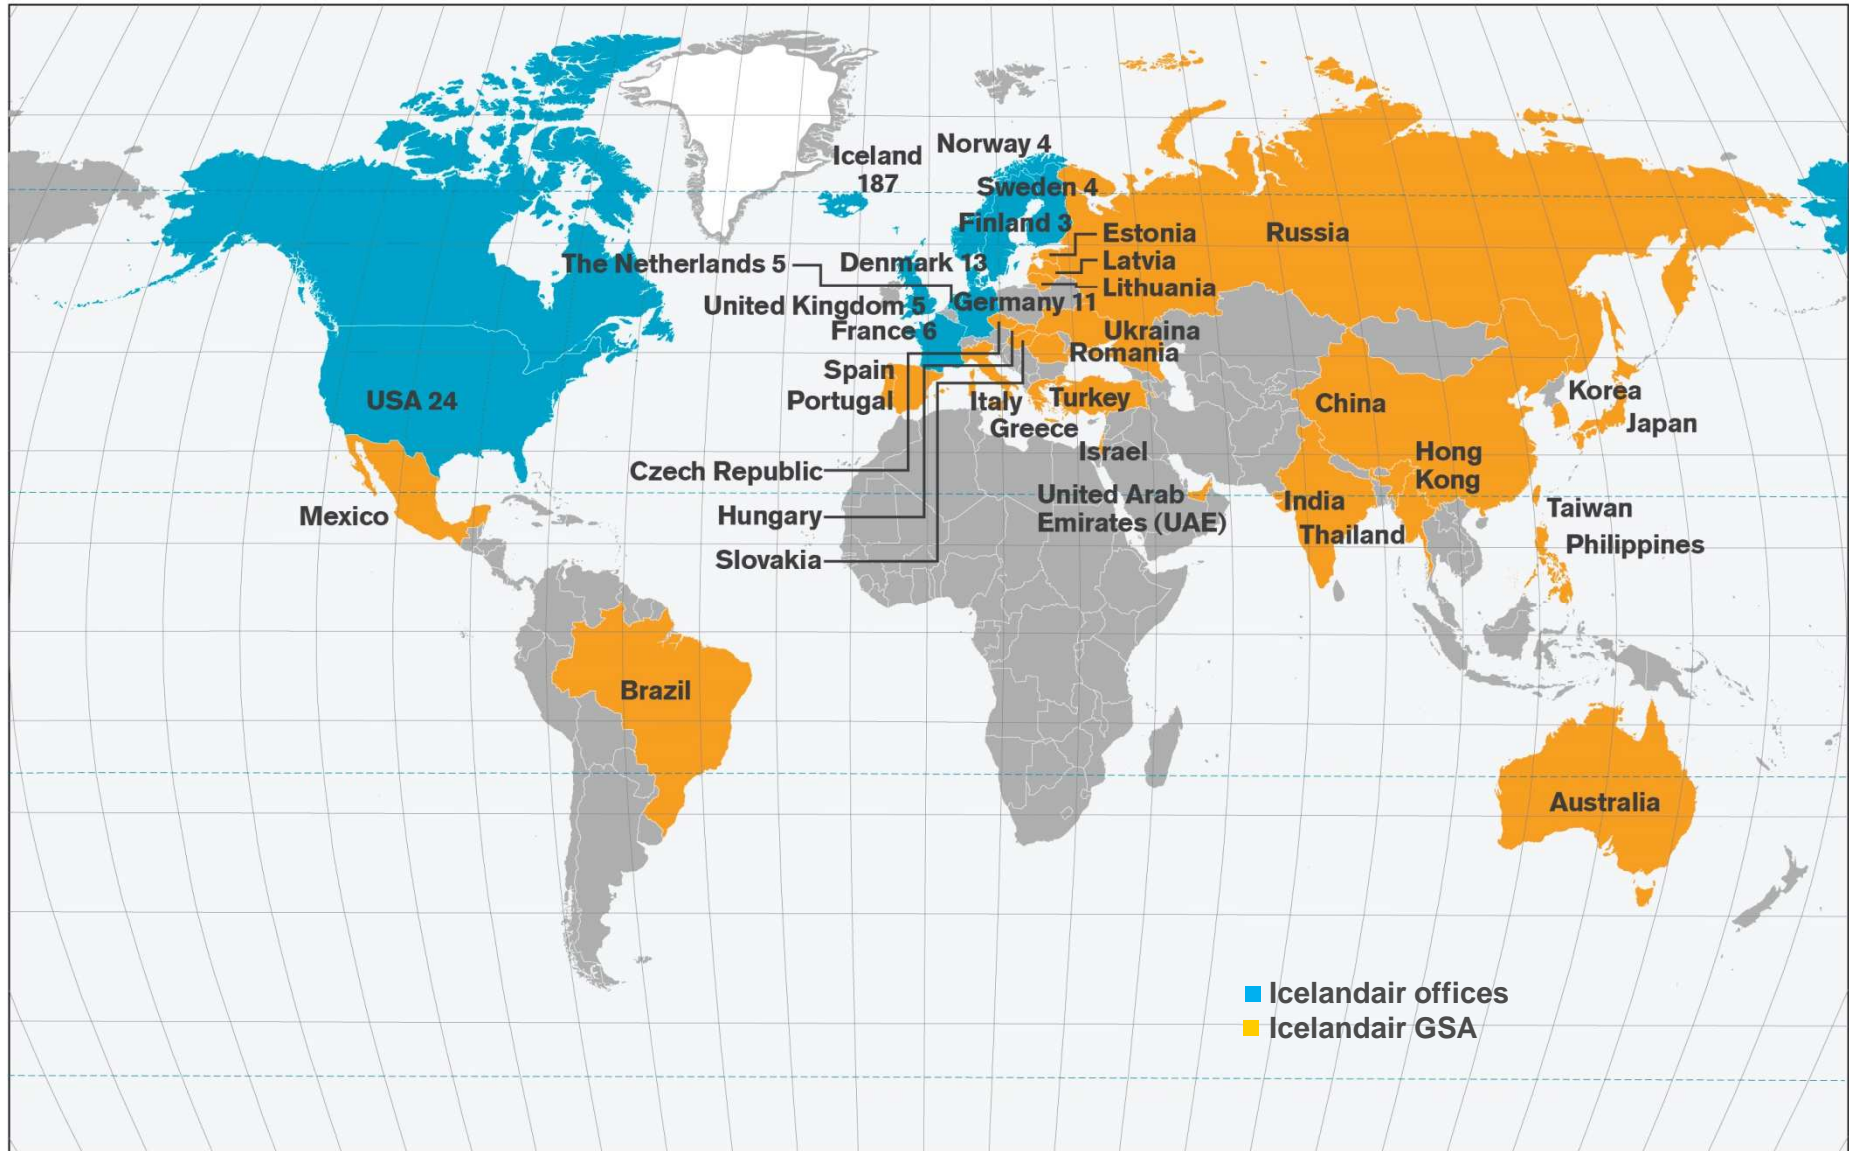 Norway 4
Iceland
187
Sweden 4
Finland 3
Estonia
Russia
The Netherlands 5
Denmark 13
Latvia
Lithuania
United Kingdom 5
Germany 11
France 6
Ukraina
Romania
Spain
Portugal
Italy
Turkey
Greece
Israel
USA 24
China
Korea
Japan
Hong
Kong
Czech Republic
Hungary
Slovakia
United Arab
Emirates (UAE)
India
Thailand
Taiwan
Philippines
Mexico
Brazil
Australia
Icelandair offices
Icelandair GSA